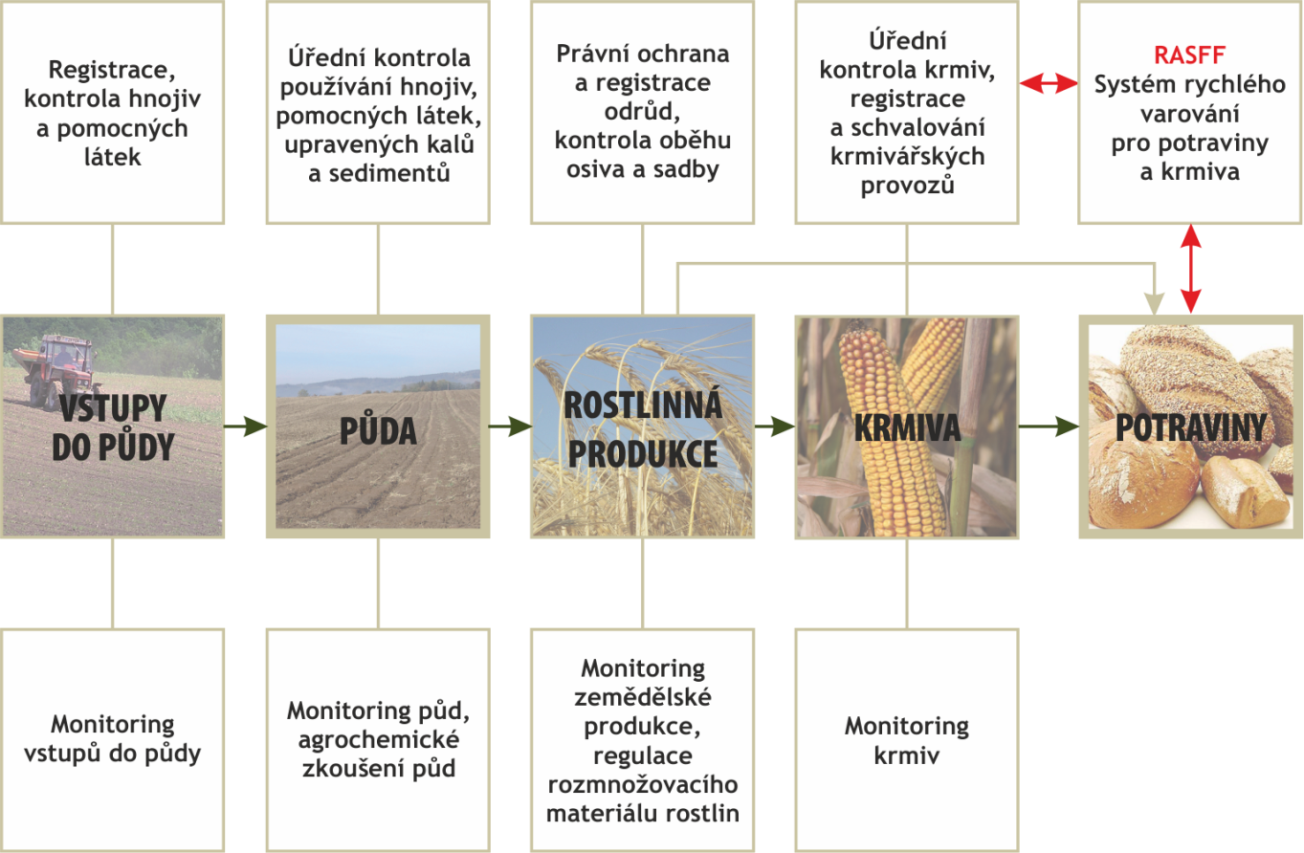 Registrace,
kontrola hnojiv
a pomocných
látek
Úřední kontrola
používání hnojiv,
pomocných látek,
upravených kalů
a sedimentů
Právní ochrana
a registrace
odrůd,
kontrola oběhu
osiva a sadby
Úřední
kontrola krmiv,
registrace
a schvalování
krmivářských
provozů
RASFF
Systém rychlého
varování
pro potraviny
a krmiva
VSTUPY
DO PŮDY
PŮDA
ROSTLINNÁ
PRODUKCE
KRMIVA
POTRAVINY
Monitoring
vstupů do půdy
Monitoring půd,
agrochemické
zkoušení půd
Monitoring
zemědělské
produkce,
regulace
rozmnožovacího
materiálu rostlin
Monitoring
krmiv